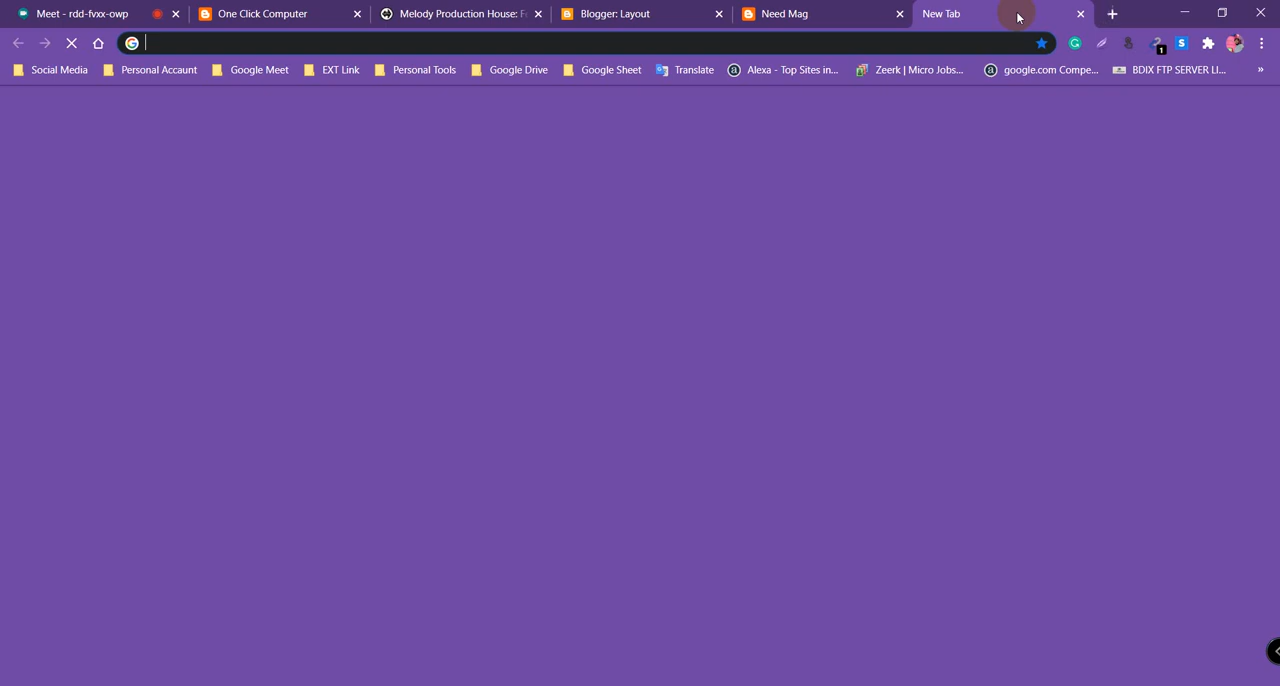 Meet - rdd-fvxx-owp One Click Computer Melody Production House: Blogger: Layout Need Mag New Tab
Social Media Personal Account Google Meet EXT Link Personal Tools Google Drive Google Sheet Translate Alexa - Top Sites in... Zeerk | Micro Jobs... google.com Compe... BDIX FTP SERVER LI... »
1